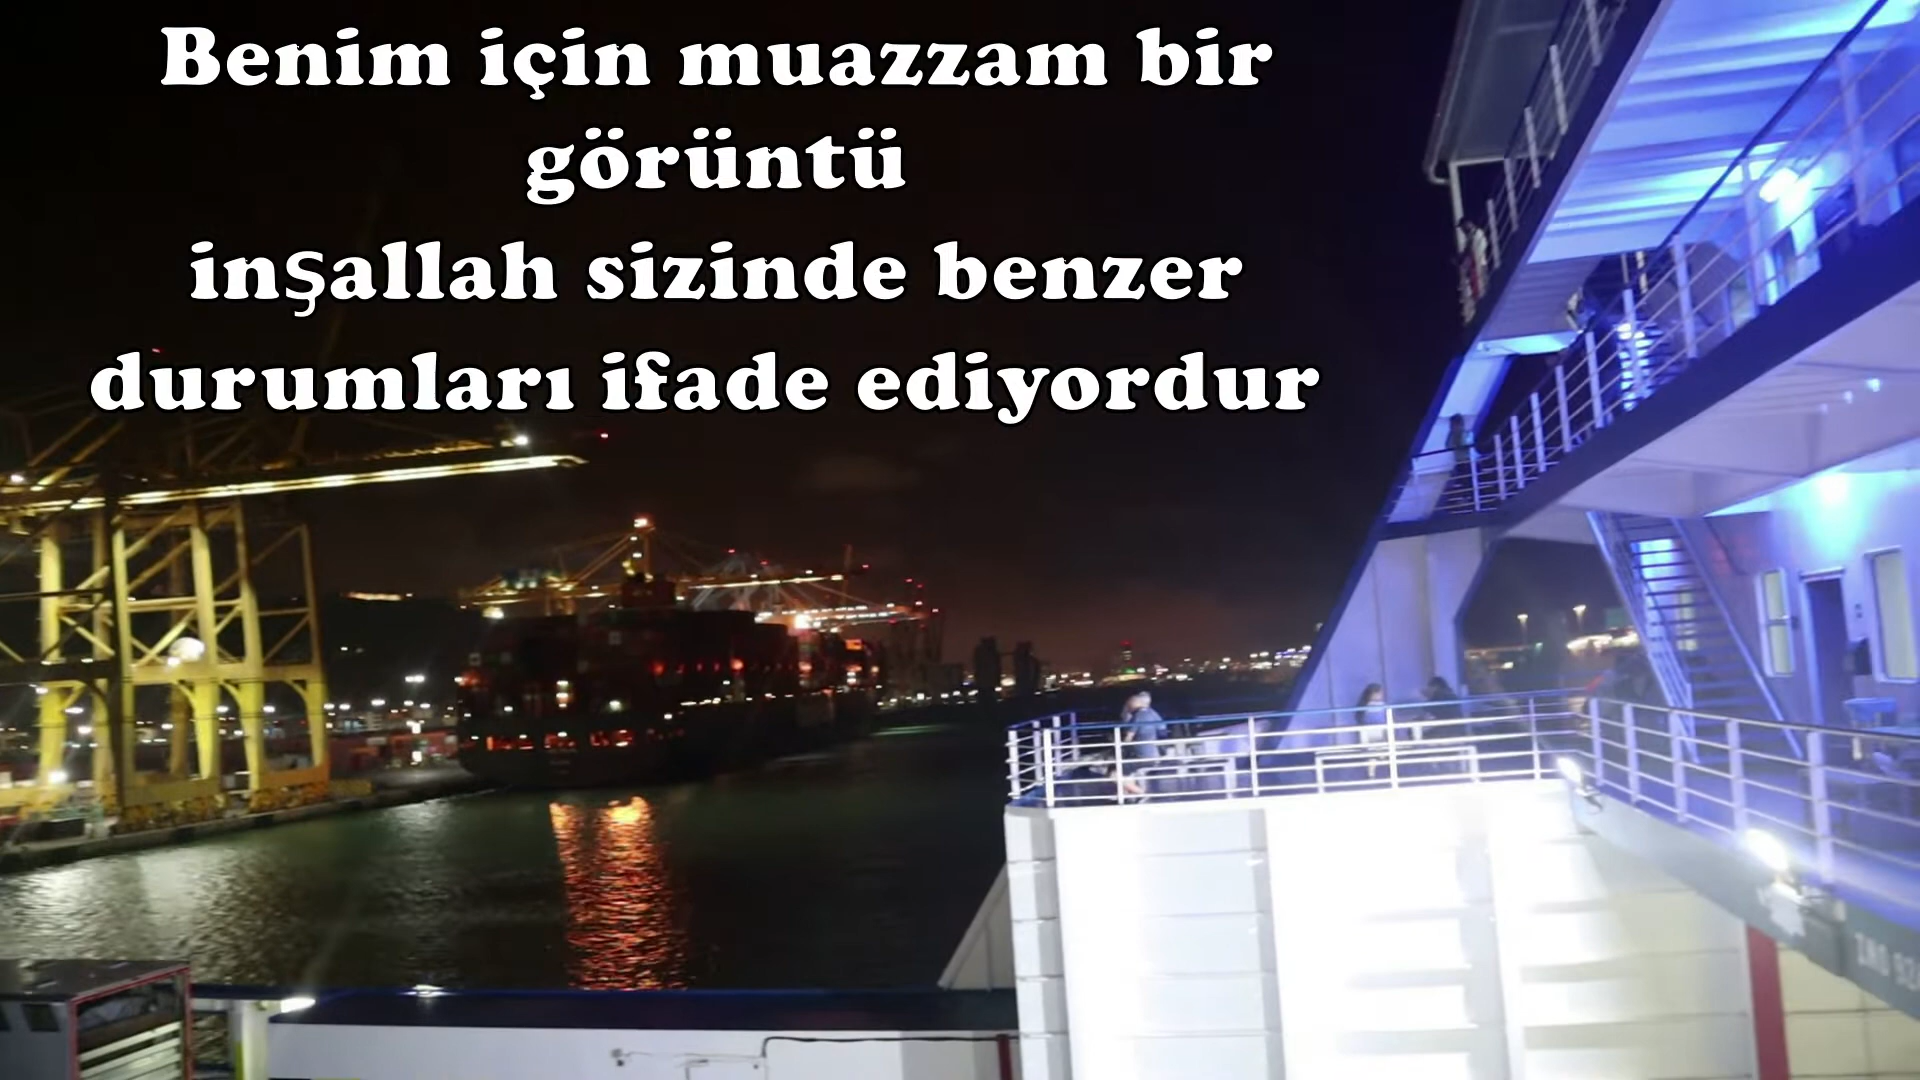 Benim için muazzam bir
görüntü
inşallah sizinde benzer
durumları ifade ediyordur